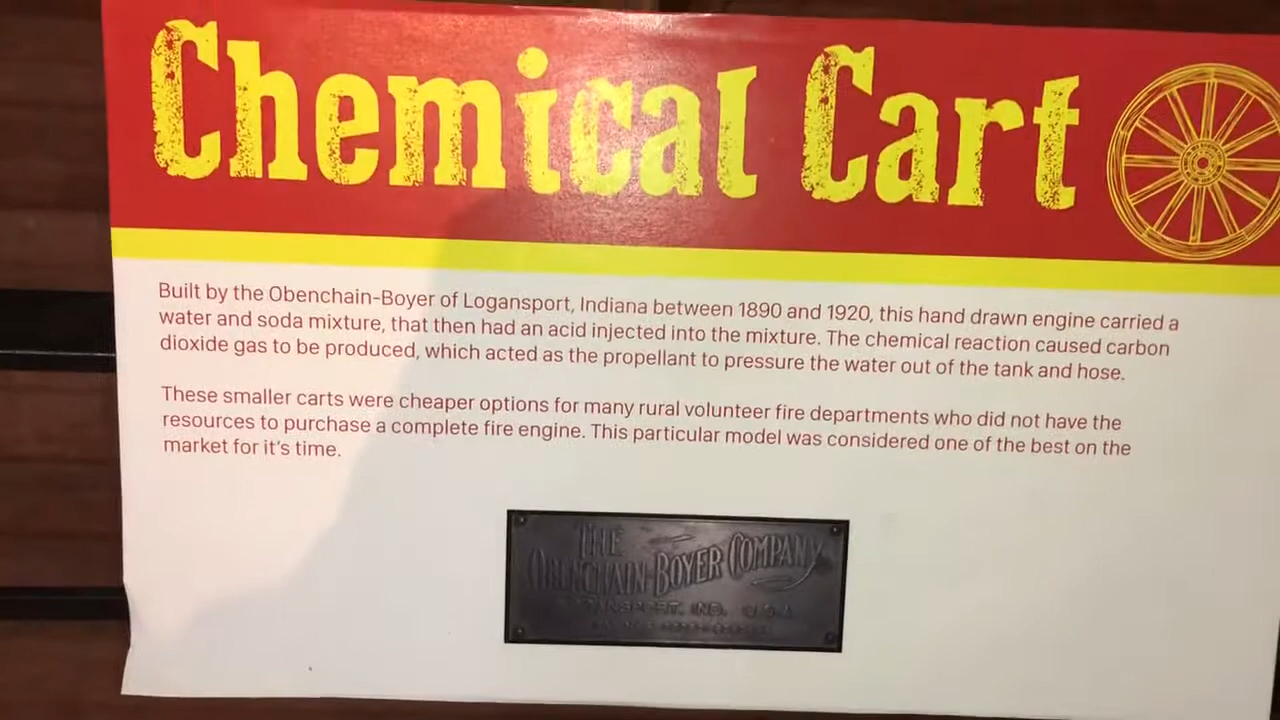 Chemical Cart
Built by the Obenchain-Boyer of Logansport, Indiana between 1890 and 1920, this hand drawn engine carried a
water and soda mixture, that then had an acid injected into the mixture. The chemical reaction caused carbon
dioxide gas to be produced, which acted as the propellant to pressure the water out of the tank and hose.
These smaller carts were cheaper options for many rural volunteer fire departments who did not have the
resources to purchase a complete fire engine. This particular model was considered one of the best on the
market for it's time.
THE
OBENCHAIN-BOYER COMPANY
LOGANSPORT, IND. U.S.A.